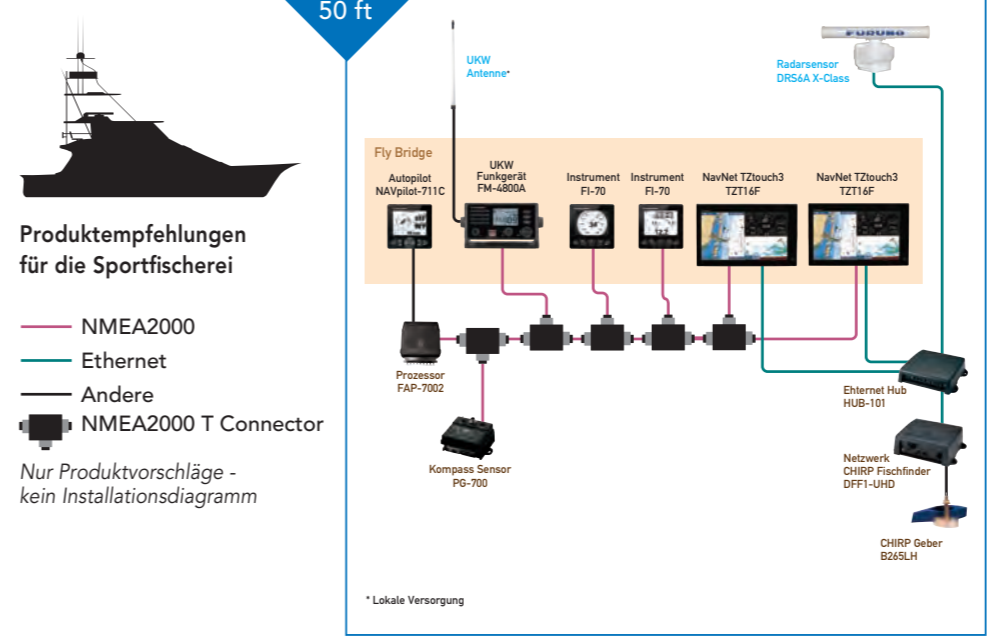 50 ft
Produktempfehlungen
für die Sportfischerei
NMEA2000
Ethernet
Andere
NMEA2000 T Connector
Nur Produktvorschläge -
kein Installationsdiagramm
UKW
Antenne*
FURUNO
Radarsensor
DRS6A X-Class
Fly Bridge
Autopilot
NAVpilot-711C
UKW
Funkgerät
FM-4800A
Instrument
FI-70
Instrument
FI-70
NavNet TZtouch3
TZT16F
NavNet TZtouch3
TZT16F
Prozessor
FAP-7002
Kompass Sensor
PG-700
Ehternet Hub
HUB-101
Netzwerk
CHIRP Fischfinder
DFF1-UHD
CHIRP Geber
B265LH
* Lokale Versorgung